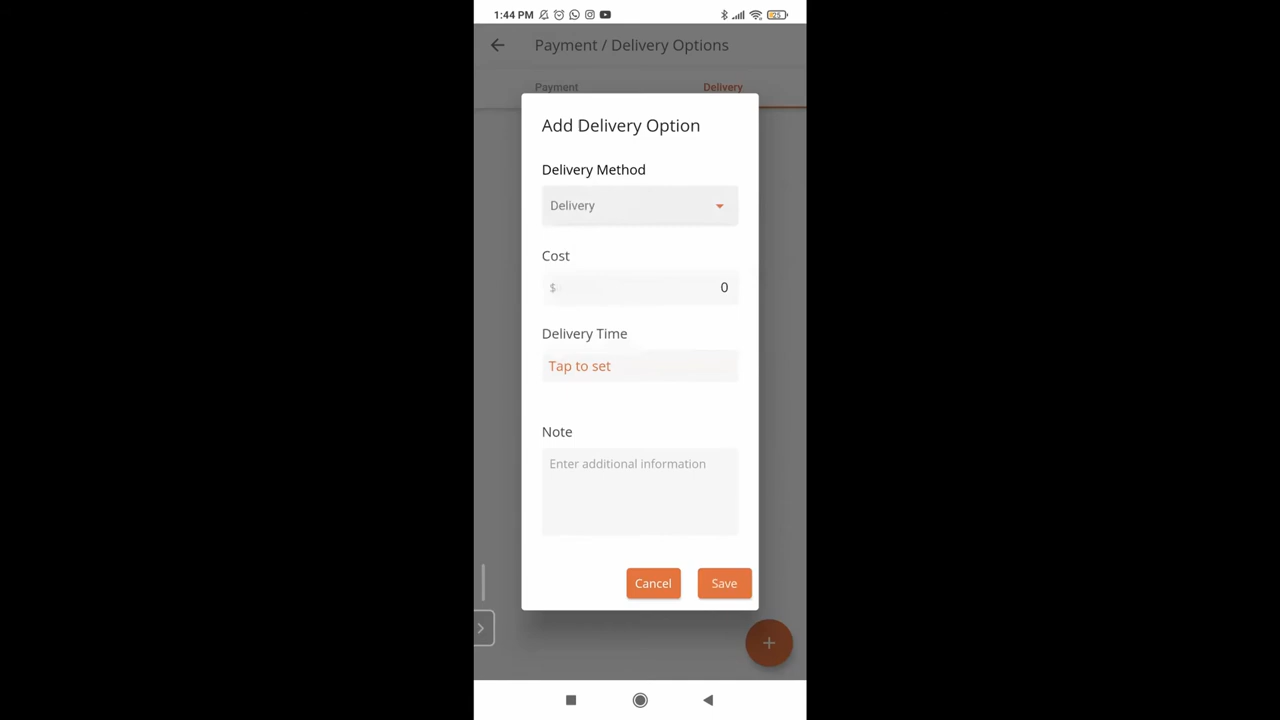 1:44 PM
25
Payment / Delivery Options
Payment Delivery
Add Delivery Option
Delivery Method
Delivery
Cost
$ 0
Delivery Time
Tap to set
Note
Enter additional information
Cancel Save
+